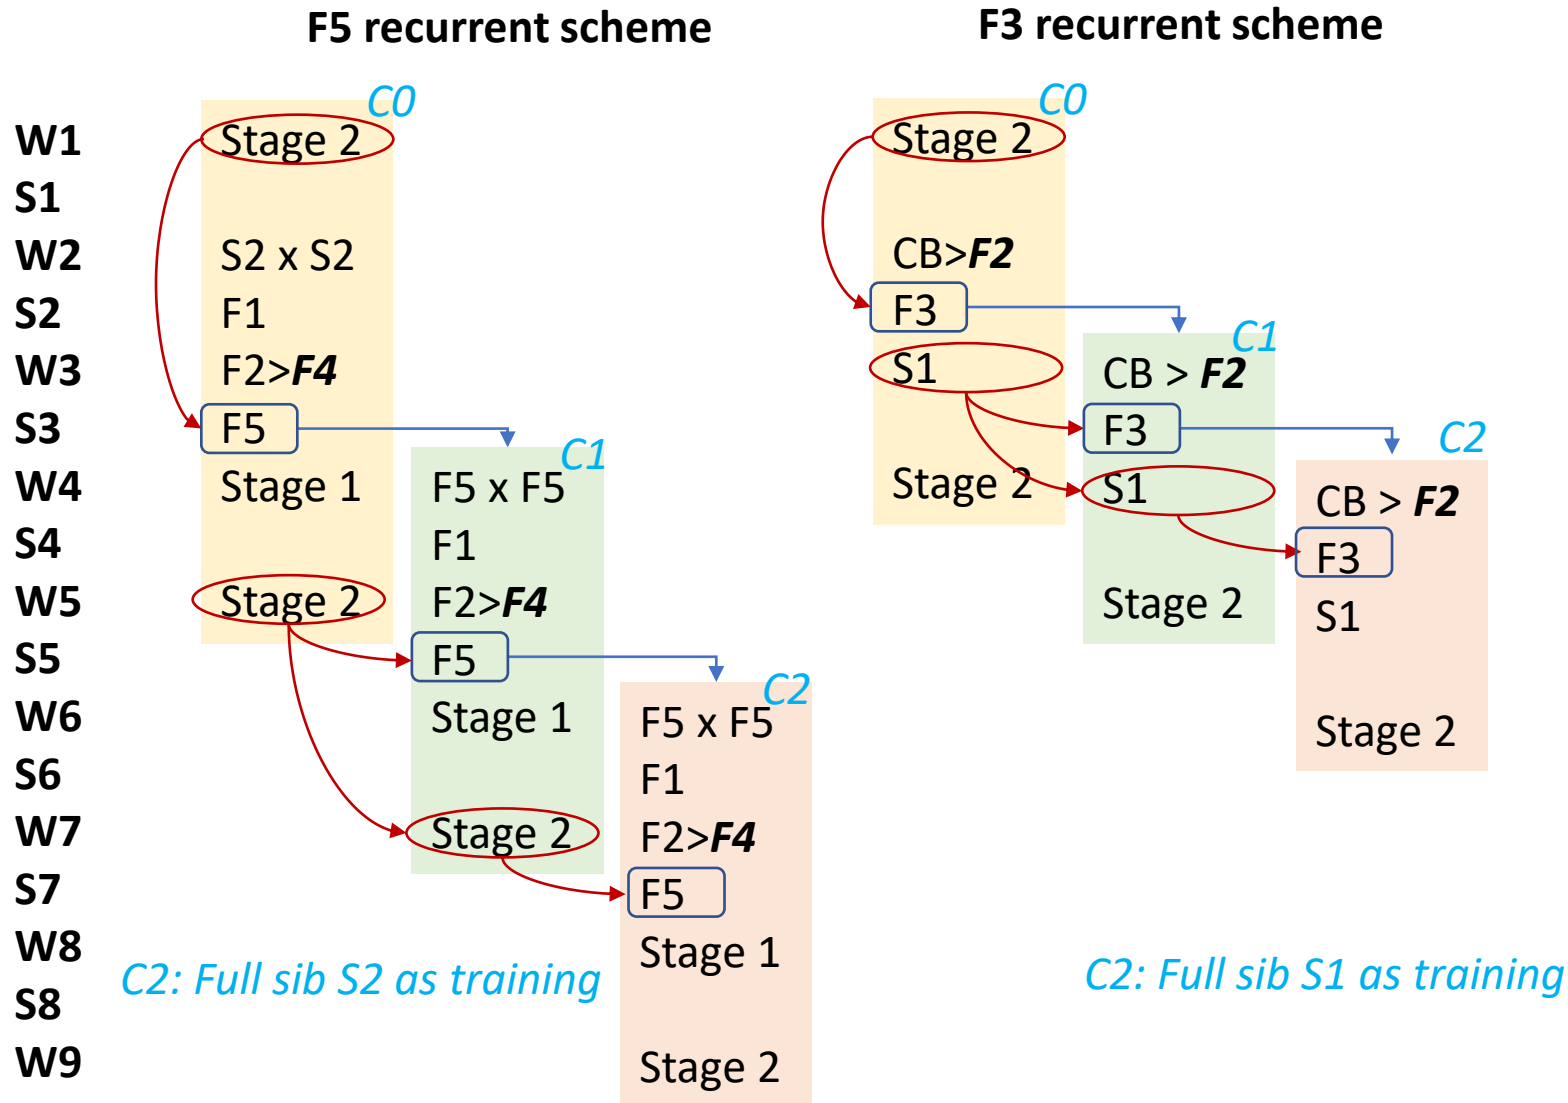 F5 recurrent scheme
F3 recurrent scheme
W1
S1
W2
S2
W3
S3
W4
S4
W5
S5
W6
S6
W7
S7
W8
S8
W9
C0
Stage 2
S2 x S2
F1
F2>F4
F5
Stage 1
Stage 2
C1
F5 x F5
F1
F2>F4
F5
Stage 1
Stage 2
C2
F5 x F5
F1
F2>F4
F5
Stage 1
Stage 2
C2: Full sib S2 as training
C0
Stage 2
CB>F2
F3
S1
Stage 2
C1
CB > F2
F3
S1
Stage 2
C2
CB > F2
F3
S1
Stage 2
C2: Full sib S1 as training